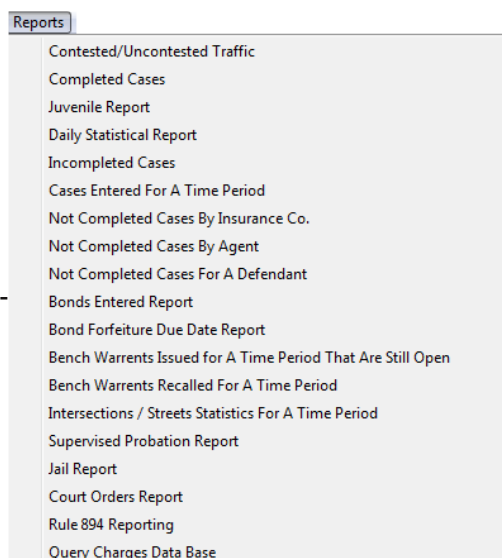 Reports
Contested/Uncontested Traffic
Completed Cases
Juvenile Report
Daily Statistical Report
Incompleted Cases
Cases Entered For A Time Period
Not Completed Cases By Insurance Co.
Not Completed Cases By Agent
Not Completed Cases For A Defendant
Bonds Entered Report
Bond Forfeiture Due Date Report
Bench Warrents Issued for A Time Period That Are Still Open
Bench Warrents Recalled For A Time Period
Intersections / Streets Statistics For A Time Period
Supervised Probation Report
Jail Report
Court Orders Report
Rule 894 Reporting
Query Charges Data Base